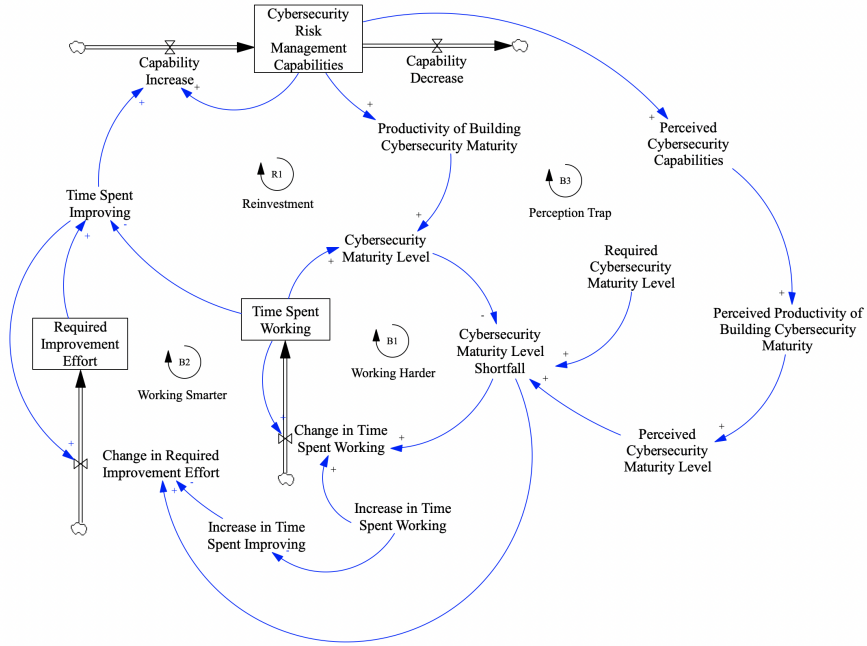 Cybersecurity
Risk
Management
Capabilities
Capability
Increase
Capability
Decrease
+
+
+
+
Productivity of Building
Cybersecurity Maturity
Perceived
Cybersecurity
Capabilities
R1
Reinvestment
B3
Perception Trap
Time Spent
Improving
+
-
+
+
Cybersecurity
Maturity Level
Required
Cybersecurity
Maturity Level
+
Perceived Productivity of
Building Cybersecurity
Maturity
Time Spent
Working
-
Required
Improvement
Effort
B1
Working Harder
Cybersecurity
Maturity Level
Shortfall
+
+
B2
Working Smarter
+
Change in Time
Spent Working
+
+
Perceived
Cybersecurity
Maturity Level
+
Change in Required
Improvement Effort
+
+
-
Increase in Time
Spent Working
Increase in Time
Spent Improving
-